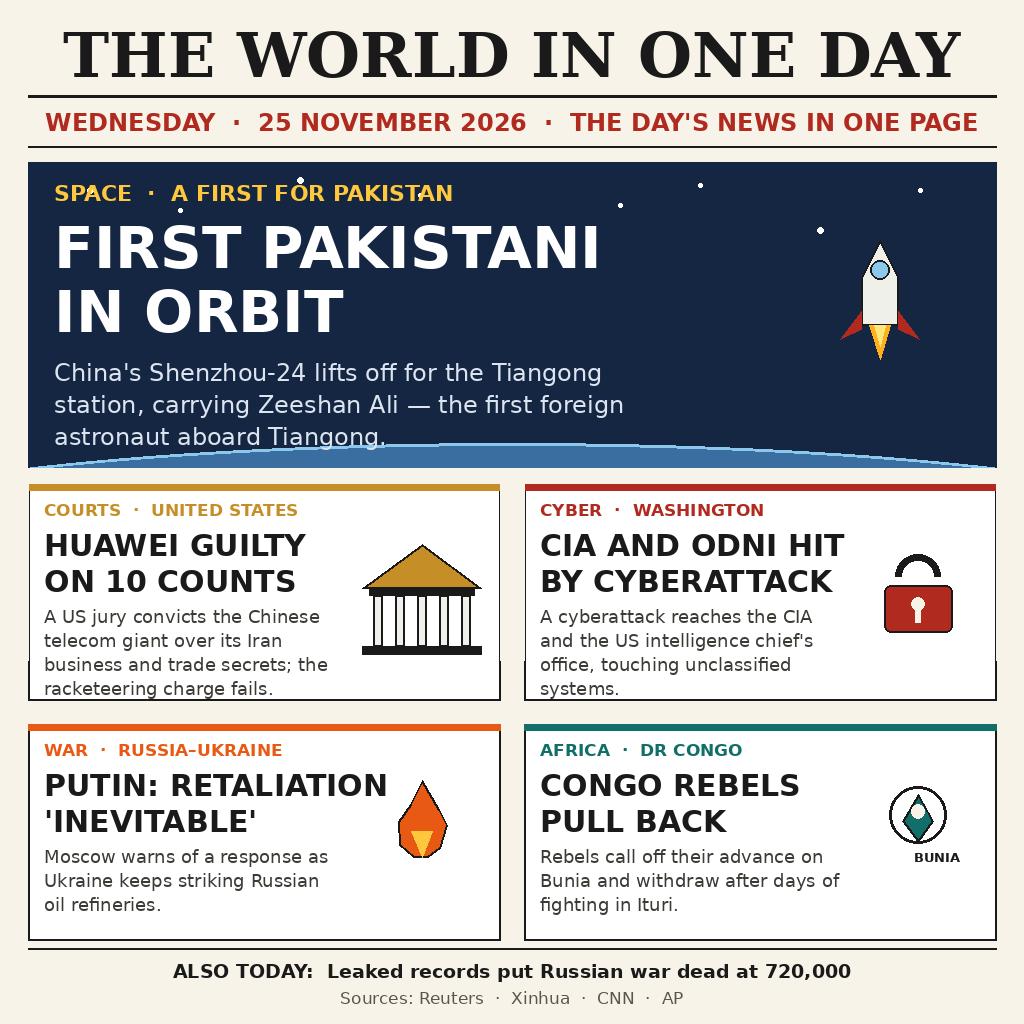 THE WORLD IN ONE DAY
WEDNESDAY · 25 NOVEMBER 2026 · THE DAY'S NEWS IN ONE PAGE
SPACE · A FIRST FOR PAKISTAN
FIRST PAKISTANI
IN ORBIT
China's Shenzhou-24 lifts off for the Tiangong
station, carrying Zeeshan Ali — the first foreign
astronaut aboard Tiangong.
COURTS · UNITED STATES
HUAWEI GUILTY
ON 10 COUNTS
A US jury convicts the Chinese
telecom giant over its Iran
business and trade secrets; the
racketeering charge fails.
CYBER · WASHINGTON
CIA AND ODNI HIT
BY CYBERATTACK
A cyberattack reaches the CIA
and the US intelligence chief's
office, touching unclassified
systems.
WAR · RUSSIA–UKRAINE
PUTIN: RETALIATION
'INEVITABLE'
Moscow warns of a response as
Ukraine keeps striking Russian
oil refineries.
AFRICA · DR CONGO
CONGO REBELS
PULL BACK
Rebels call off their advance on
Bunia and withdraw after days of
fighting in Ituri.
BUNIA
ALSO TODAY: Leaked records put Russian war dead at 720,000
Sources: Reuters · Xinhua · CNN · AP